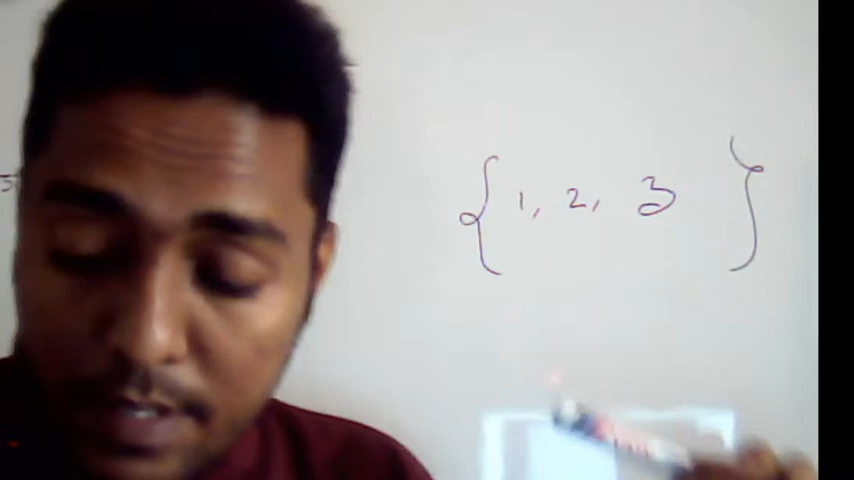 { 1, 2, 3 }